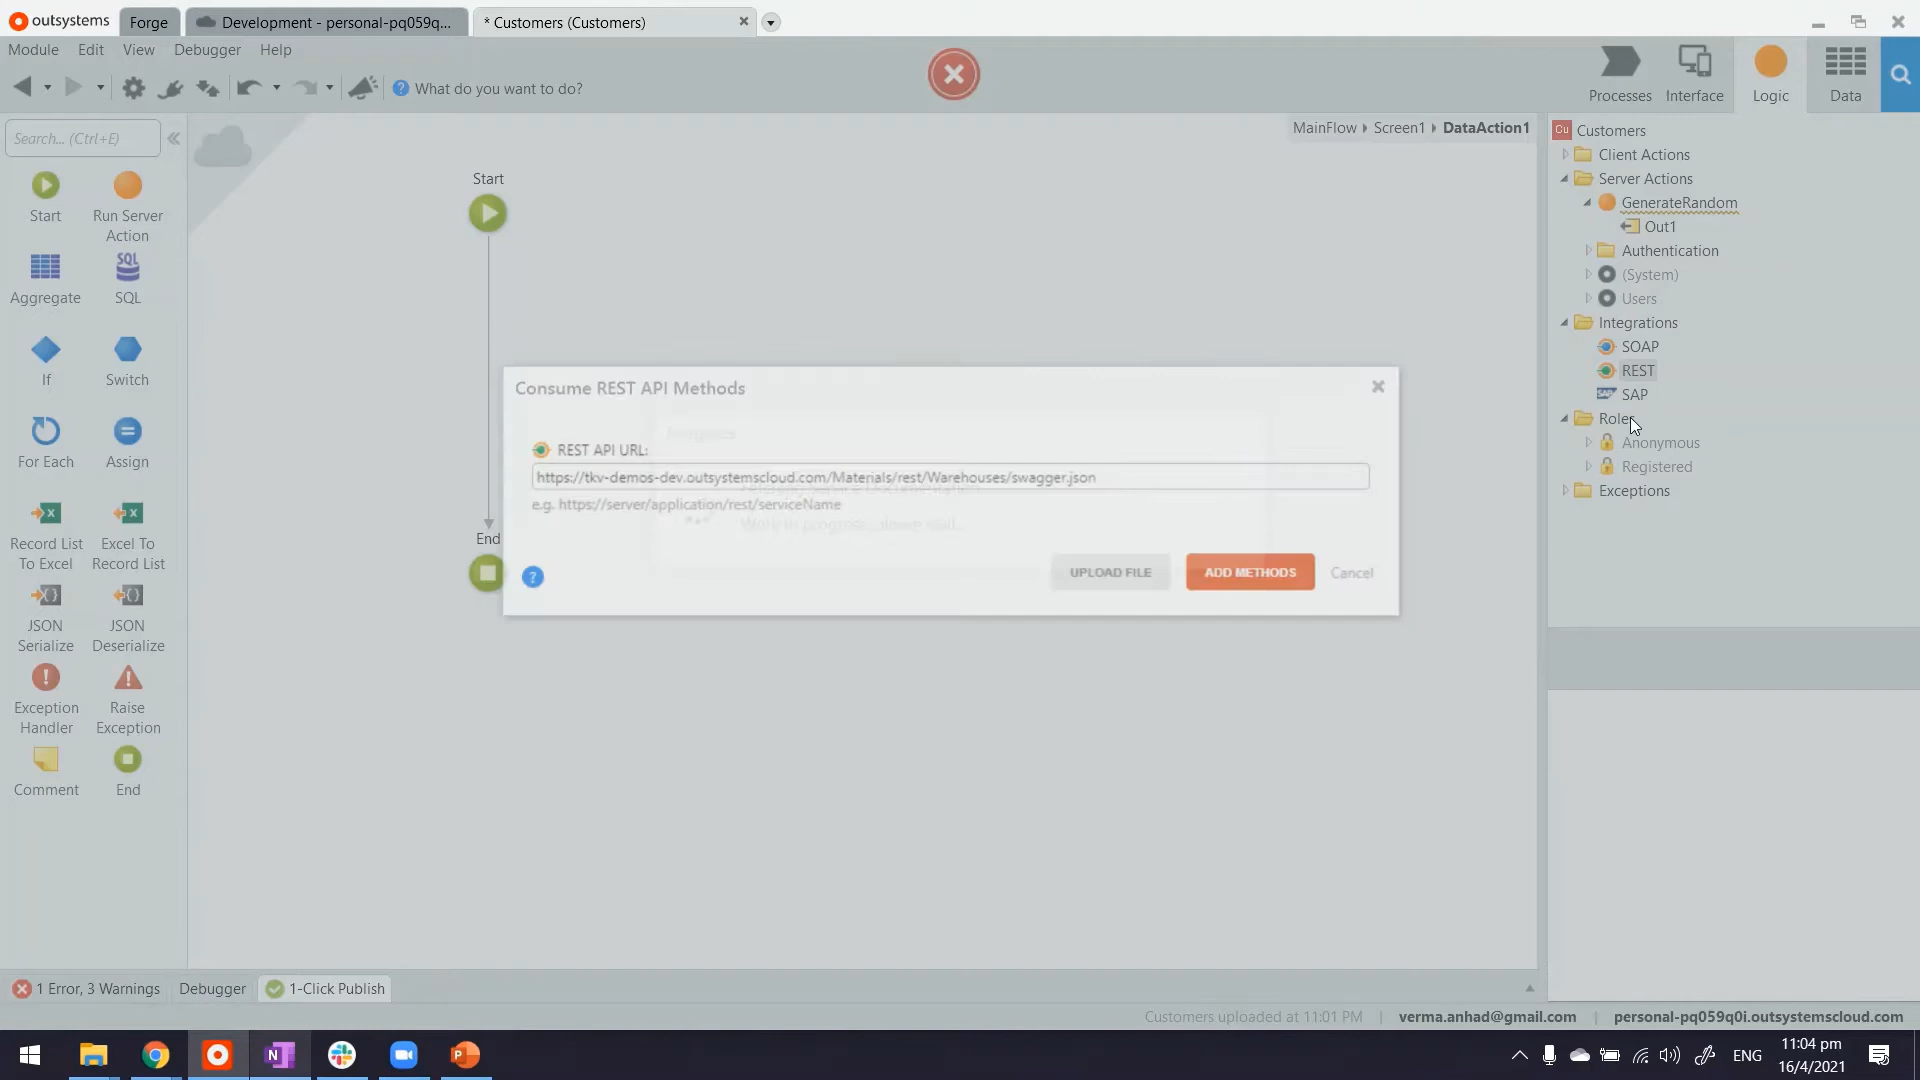 outsystems
Forge
Development - personal-pq059q...
* Customers (Customers)
Module Edit View Debugger Help
What do you want to do?
Processes
Interface
Logic
Data
Search... (Ctrl+E)
MainFlow Screen1 DataAction1
Start
Run Server
Action
Aggregate
SQL
SQL
If
Switch
For Each
Assign
Record List
To Excel
Excel To
Record List
JSON
Serialize
JSON
Deserialize
Exception
Handler
Raise
Exception
Comment
End
Start
End
Consume REST API Methods
REST API URL:
https://tkv-demos-dev.outsystemscloud.com/Materials/rest/Warehouses/swagger.json
e.g. https://server/application/rest/serviceName
Work in progress, please wait...
UPLOAD FILE
ADD METHODS
Cancel
Cu Customers
Client Actions
Server Actions
GenerateRandom
Out1
Authentication
(System)
Users
Integrations
SOAP
REST
SAP
Roles
Anonymous
Registered
Exceptions
1 Error, 3 Warnings
Debugger
1-Click Publish
Customers uploaded at 11:01 PM | verma.anhad@gmail.com | personal-pq059q0i.outsystemscloud.com
ENG
11:04 pm
16/4/2021